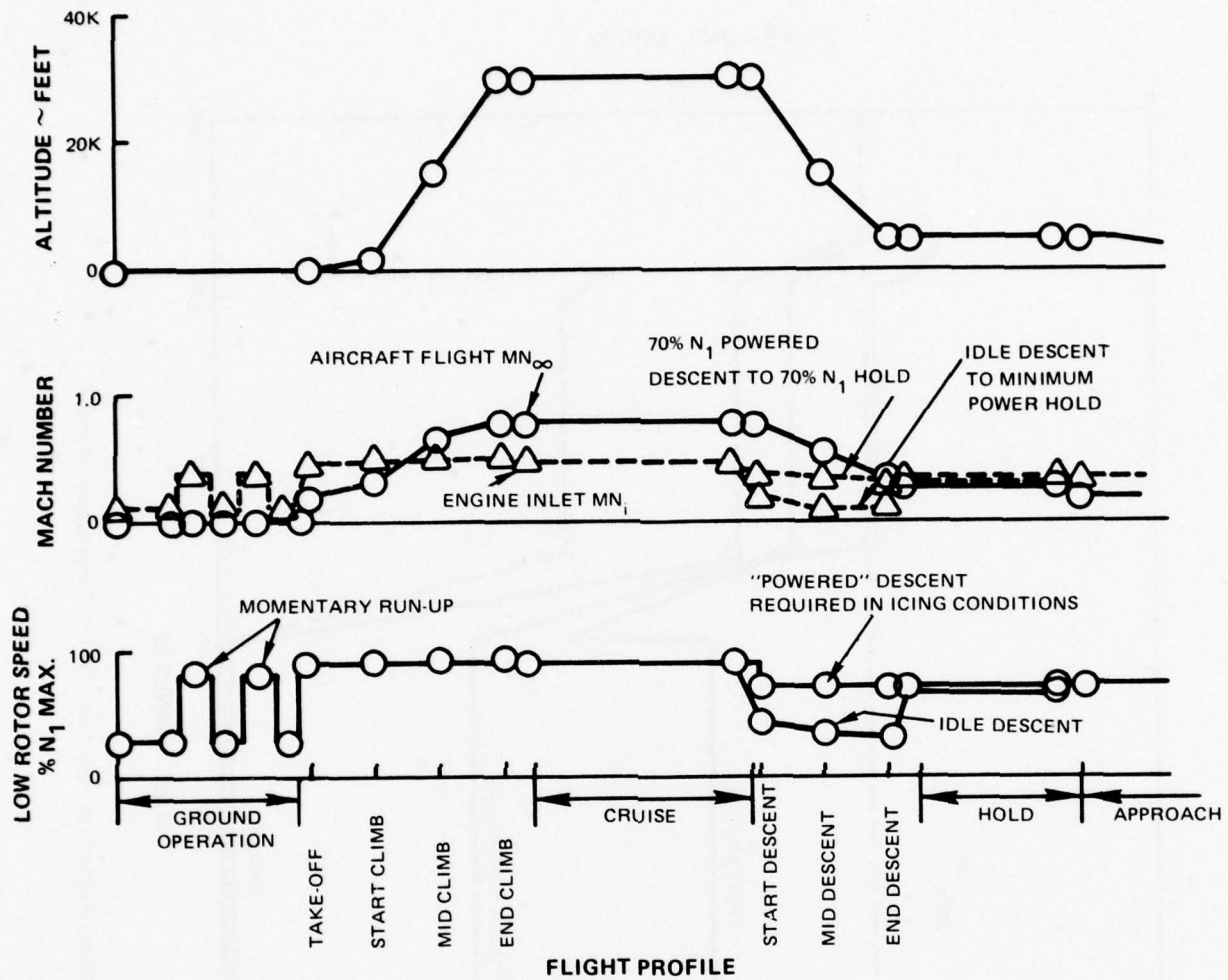 40K
20K
0
ALTITUDE ~ FEET
AIRCRAFT FLIGHT MN∞
70% N₁ POWERED
DESCENT TO 70% N₁ HOLD
IDLE DESCENT
TO MINIMUM
POWER HOLD
1.0
0
MACH NUMBER
ENGINE INLET MNᵢ
"POWERED" DESCENT
REQUIRED IN ICING CONDITIONS
MOMENTARY RUN-UP
100
0
LOW ROTOR SPEED
% N₁ MAX.
IDLE DESCENT
GROUND
OPERATION
TAKE-OFF
START CLIMB
MID CLIMB
END CLIMB
CRUISE
START DESCENT
MID DESCENT
END DESCENT
HOLD
APPROACH
FLIGHT PROFILE